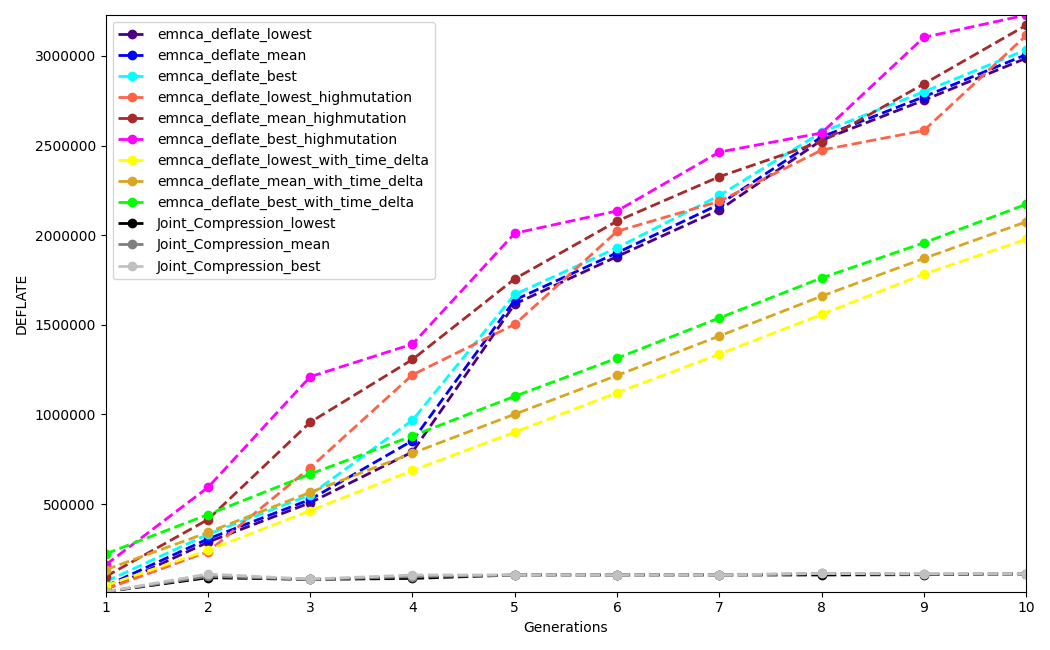 emnca_deflate_lowest
emnca_deflate_mean
emnca_deflate_best
emnca_deflate_lowest_highmutation
emnca_deflate_mean_highmutation
emnca_deflate_best_highmutation
emnca_deflate_lowest_with_time_delta
emnca_deflate_mean_with_time_delta
emnca_deflate_best_with_time_delta
Joint_Compression_lowest
Joint_Compression_mean
Joint_Compression_best
3000000
2500000
2000000
1500000
1000000
500000
DEFLATE
1 2 3 4 5 6 7 8 9 10
Generations